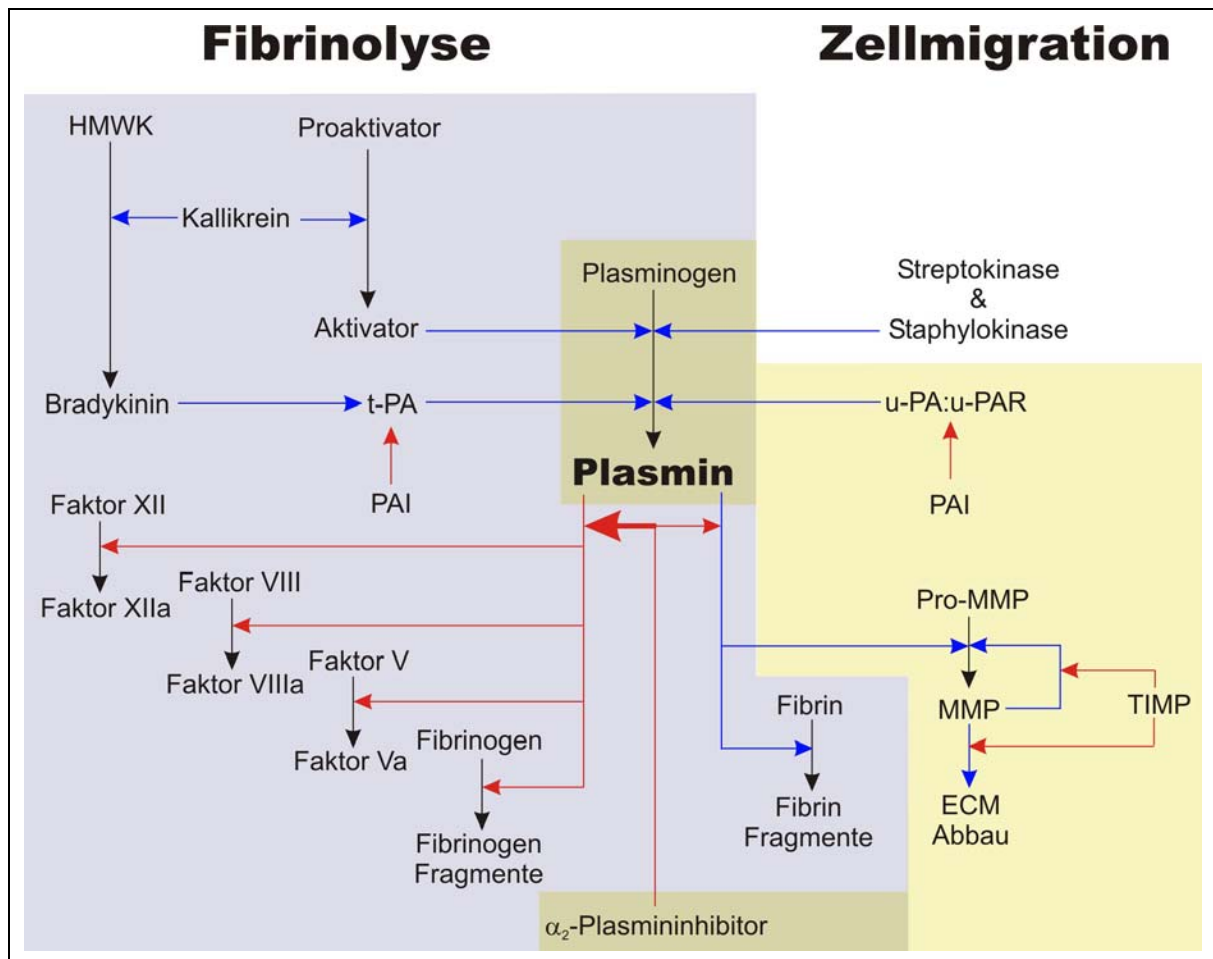 Fibrinolyse
Zellmigration
HMWK
Proaktivator
Kallikrein
Plasminogen
Streptokinase
&
Staphylokinase
Aktivator
Bradykinin
t-PA
u-PA:u-PAR
Plasmin
Faktor XII
PAI
PAI
Faktor XIIa
Faktor VIII
Pro-MMP
Faktor V
Faktor VIIIa
Fibrin
MMP
TIMP
Fibrinogen
Faktor Va
Fibrin
Fragmente
ECM
Abbau
Fibrinogen
Fragmente
α₂-Plasmininhibitor